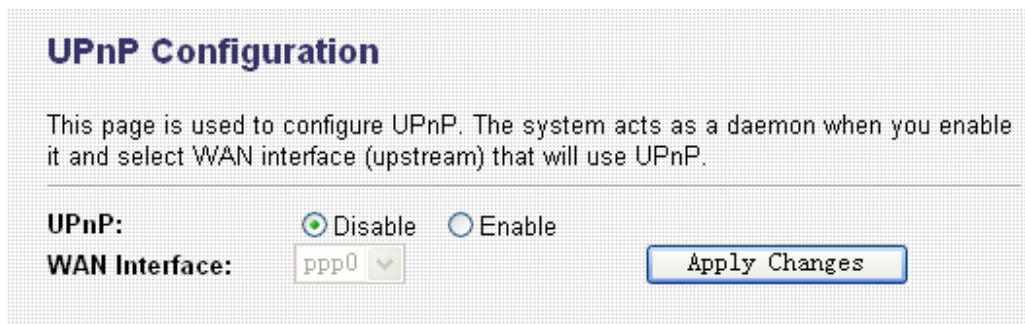 UPnP Configuration
This page is used to configure UPnP. The system acts as a daemon when you enable
it and select WAN interface (upstream) that will use UPnP.
UPnP: Disable Enable
WAN Interface: ppp0 Apply Changes